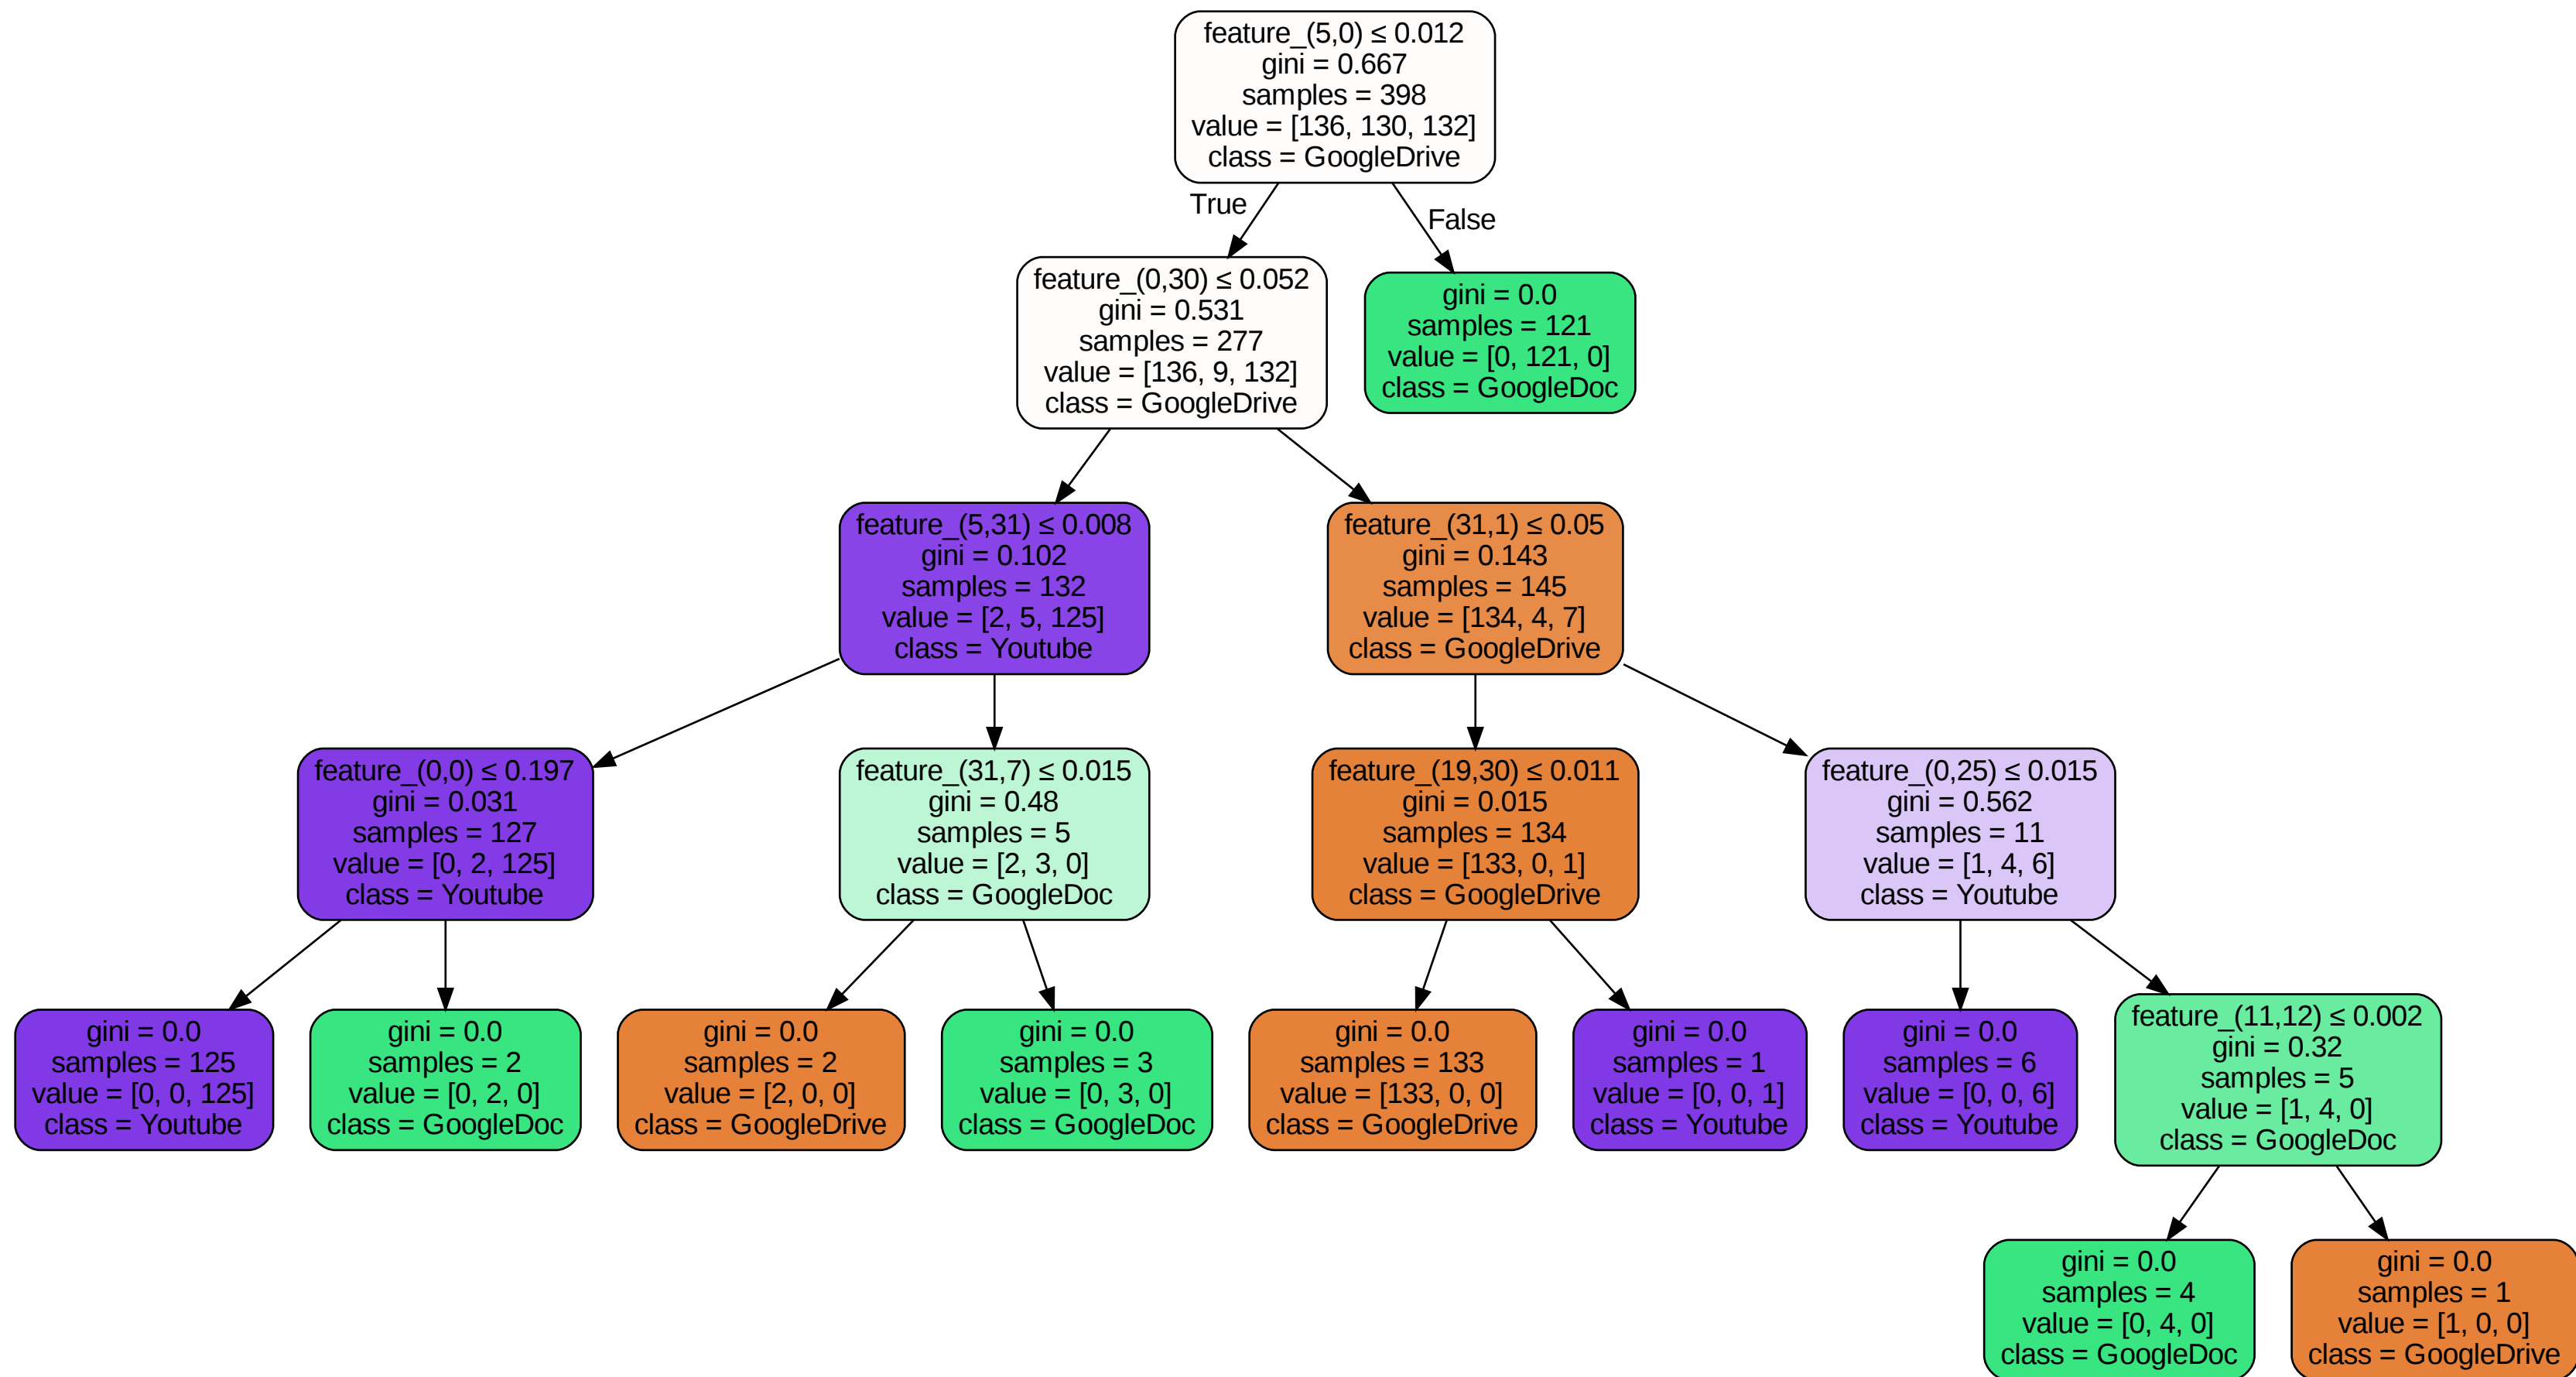 feature_(5,0) ≤ 0.012
gini = 0.667
samples = 398
value = [136, 130, 132]
class = GoogleDrive
True
False
feature_(0,30) ≤ 0.052
gini = 0.531
samples = 277
value = [136, 9, 132]
class = GoogleDrive
gini = 0.0
samples = 121
value = [0, 121, 0]
class = GoogleDoc
feature_(5,31) ≤ 0.008
gini = 0.102
samples = 132
value = [2, 5, 125]
class = Youtube
feature_(31,1) ≤ 0.05
gini = 0.143
samples = 145
value = [134, 4, 7]
class = GoogleDrive
feature_(0,0) ≤ 0.197
gini = 0.031
samples = 127
value = [0, 2, 125]
class = Youtube
feature_(31,7) ≤ 0.015
gini = 0.48
samples = 5
value = [2, 3, 0]
class = GoogleDoc
feature_(19,30) ≤ 0.011
gini = 0.015
samples = 134
value = [133, 0, 1]
class = GoogleDrive
feature_(0,25) ≤ 0.015
gini = 0.562
samples = 11
value = [1, 4, 6]
class = Youtube
gini = 0.0
samples = 125
value = [0, 0, 125]
class = Youtube
gini = 0.0
samples = 2
value = [0, 2, 0]
class = GoogleDoc
gini = 0.0
samples = 2
value = [2, 0, 0]
class = GoogleDrive
gini = 0.0
samples = 3
value = [0, 3, 0]
class = GoogleDoc
gini = 0.0
samples = 133
value = [133, 0, 0]
class = GoogleDrive
gini = 0.0
samples = 1
value = [0, 0, 1]
class = Youtube
gini = 0.0
samples = 6
value = [0, 0, 6]
class = Youtube
feature_(11,12) ≤ 0.002
gini = 0.32
samples = 5
value = [1, 4, 0]
class = GoogleDoc
gini = 0.0
samples = 4
value = [0, 4, 0]
class = GoogleDoc
gini = 0.0
samples = 1
value = [1, 0, 0]
class = GoogleDrive